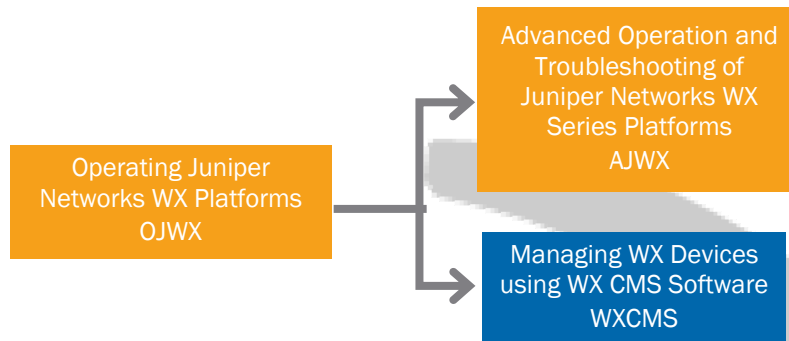 Operating Juniper
Networks WX Platforms
OJWX
Advanced Operation and
Troubleshooting of
Juniper Networks WX
Series Platforms
AJWX
Managing WX Devices
using WX CMS Software
WXCMS